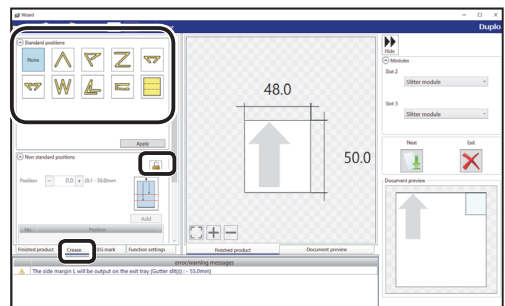 Wizard
Duplo
Standard positions
None
Apply
Non standard positions
Position - 0.0 + (0.1 - 50.0)mm
Add
No. Position
Finished product Crease EG mark Function settings
48.0
50.0
Finished product Document preview
Hide
Modules
Slot 2
Slitter module
Slot 3
Slitter module
Next Exit
Document preview
error/warning messages
The side margin L will be output on the exit tray (Gutter slit(s) : - 55.0mm)